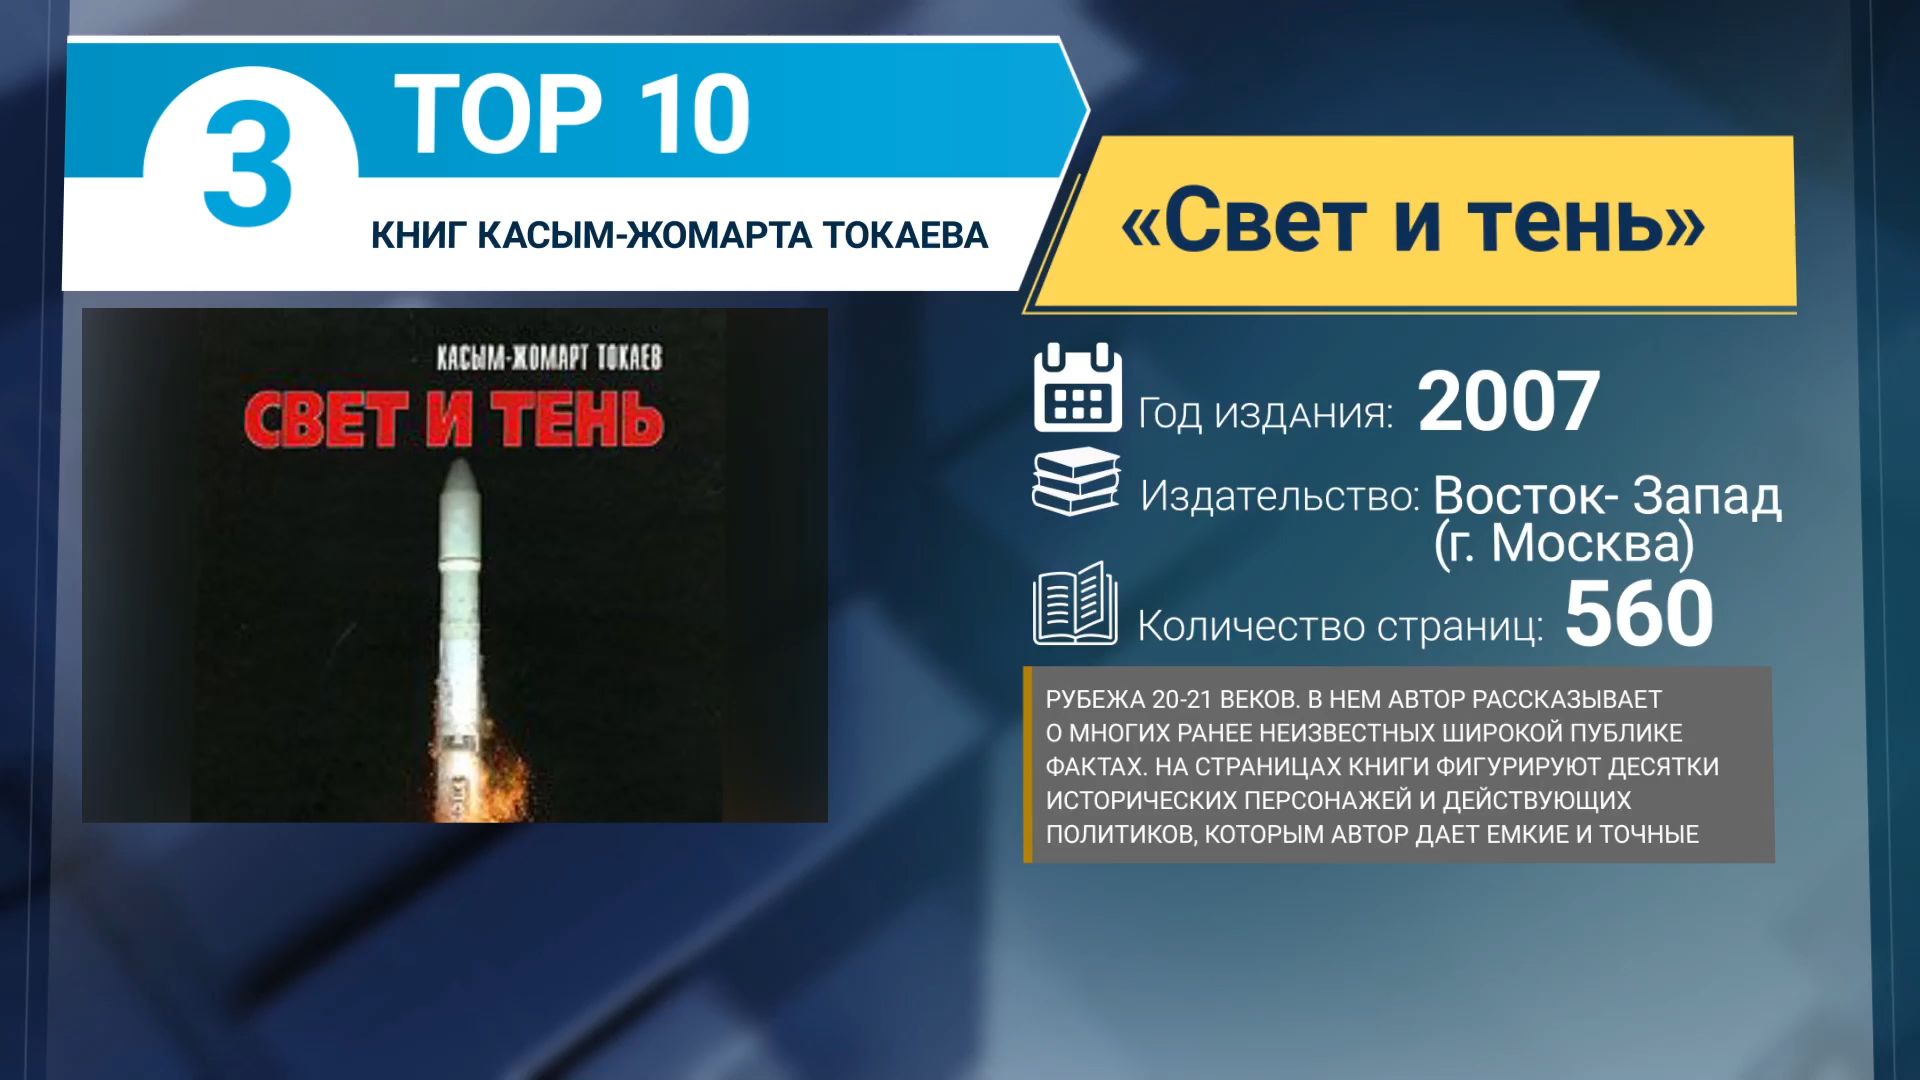 3
TOP 10
КНИГ КАСЫМ-ЖОМАРТА ТОКАЕВА
«Свет и тень»
КАСЫМ-ЖОМАРТ ТОКАЕВ
СВЕТ И ТЕНЬ
Год издания: 2007
Издательство: Восток- Запад
(г. Москва)
Количество страниц: 560
РУБЕЖА 20-21 ВЕКОВ. В НЕМ АВТОР РАССКАЗЫВАЕТ
О МНОГИХ РАНЕЕ НЕИЗВЕСТНЫХ ШИРОКОЙ ПУБЛИКЕ
ФАКТАХ. НА СТРАНИЦАХ КНИГИ ФИГУРИРУЮТ ДЕСЯТКИ
ИСТОРИЧЕСКИХ ПЕРСОНАЖЕЙ И ДЕЙСТВУЮЩИХ
ПОЛИТИКОВ, КОТОРЫМ АВТОР ДАЕТ ЕМКИЕ И ТОЧНЫЕ